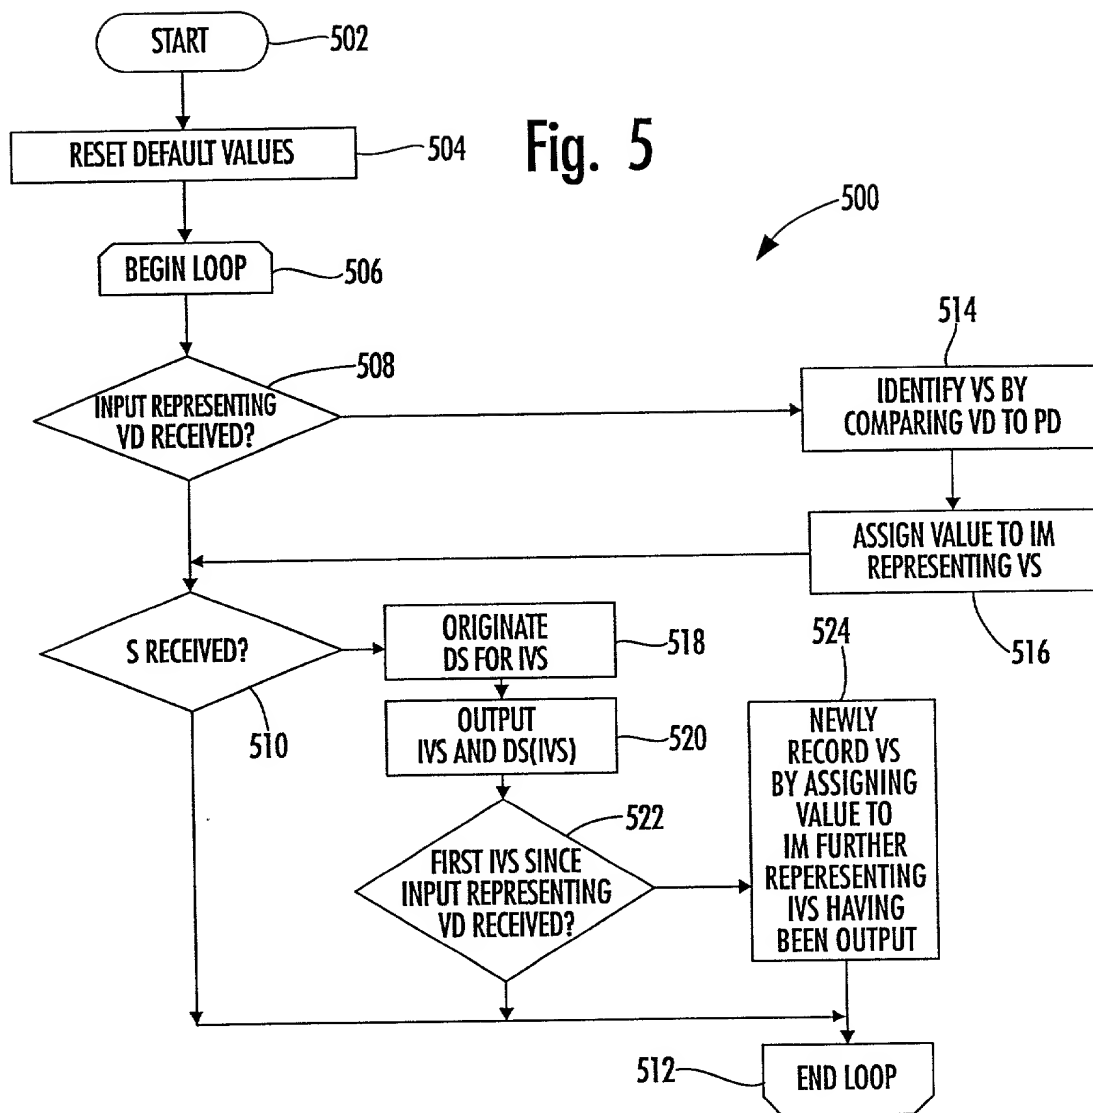 START
502
RESET DEFAULT VALUES
504
Fig. 5
500
BEGIN LOOP
506
508
INPUT REPRESENTING
VD RECEIVED?
514
IDENTIFY VS BY
COMPARING VD TO PD
ASSIGN VALUE TO IM
REPRESENTING VS
516
S RECEIVED?
510
ORIGINATE
DS FOR IVS
518
OUTPUT
IVS AND DS(IVS)
520
522
FIRST IVS SINCE
INPUT REPRESENTING
VD RECEIVED?
524
NEWLY
RECORD VS
BY ASSIGNING
VALUE TO
IM FURTHER
REPERESENTING
IVS HAVING
BEEN OUTPUT
512
END LOOP